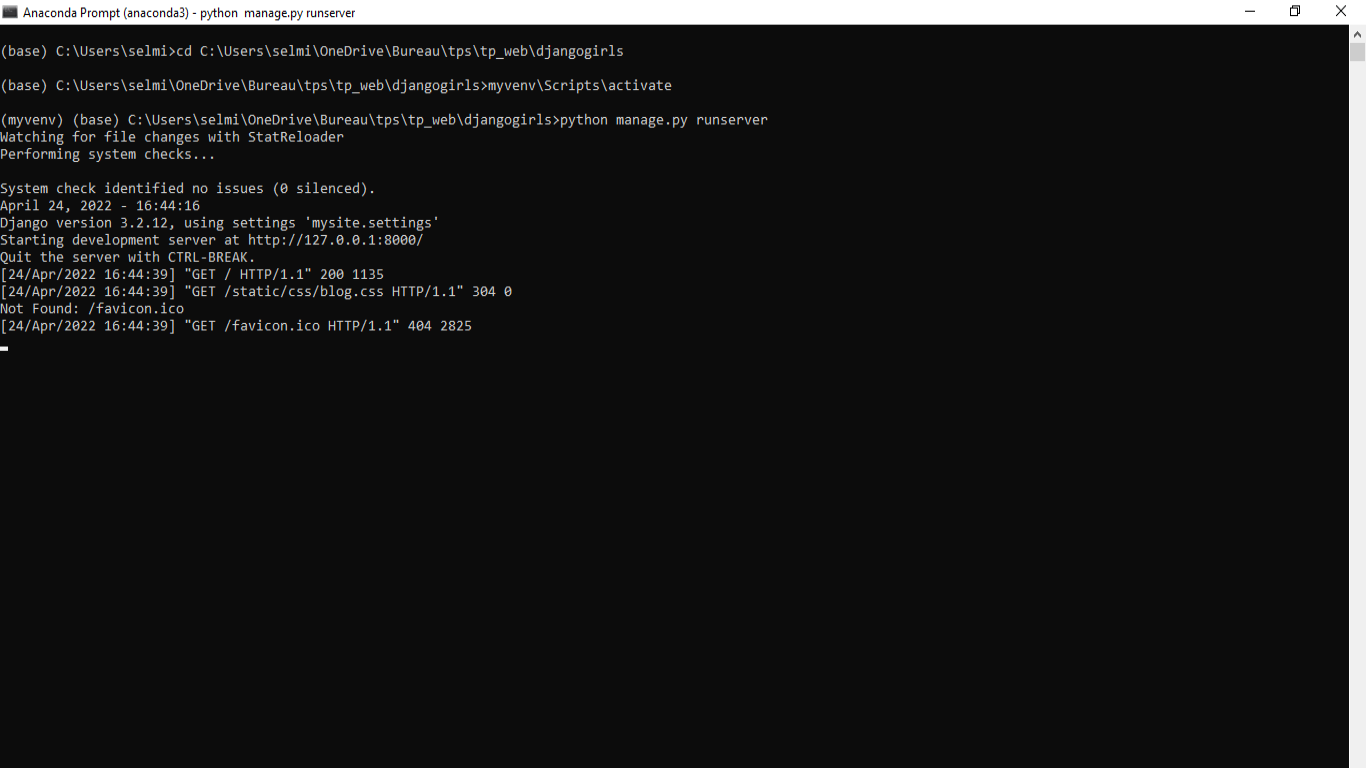 Anaconda Prompt (anaconda3) - python  manage.py runserver
(base) C:\Users\selmi>cd C:\Users\selmi\OneDrive\Bureau\tps\tp_web\djangogirls
(base) C:\Users\selmi\OneDrive\Bureau\tps\tp_web\djangogirls>myvenv\Scripts\activate
(myvenv) (base) C:\Users\selmi\OneDrive\Bureau\tps\tp_web\djangogirls>python manage.py runserver
Watching for file changes with StatReloader
Performing system checks...
System check identified no issues (0 silenced).
April 24, 2022 - 16:44:16
Django version 3.2.12, using settings 'mysite.settings'
Starting development server at http://127.0.0.1:8000/
Quit the server with CTRL-BREAK.
[24/Apr/2022 16:44:39] "GET / HTTP/1.1" 200 1135
[24/Apr/2022 16:44:39] "GET /static/css/blog.css HTTP/1.1" 304 0
Not Found: /favicon.ico
[24/Apr/2022 16:44:39] "GET /favicon.ico HTTP/1.1" 404 2825